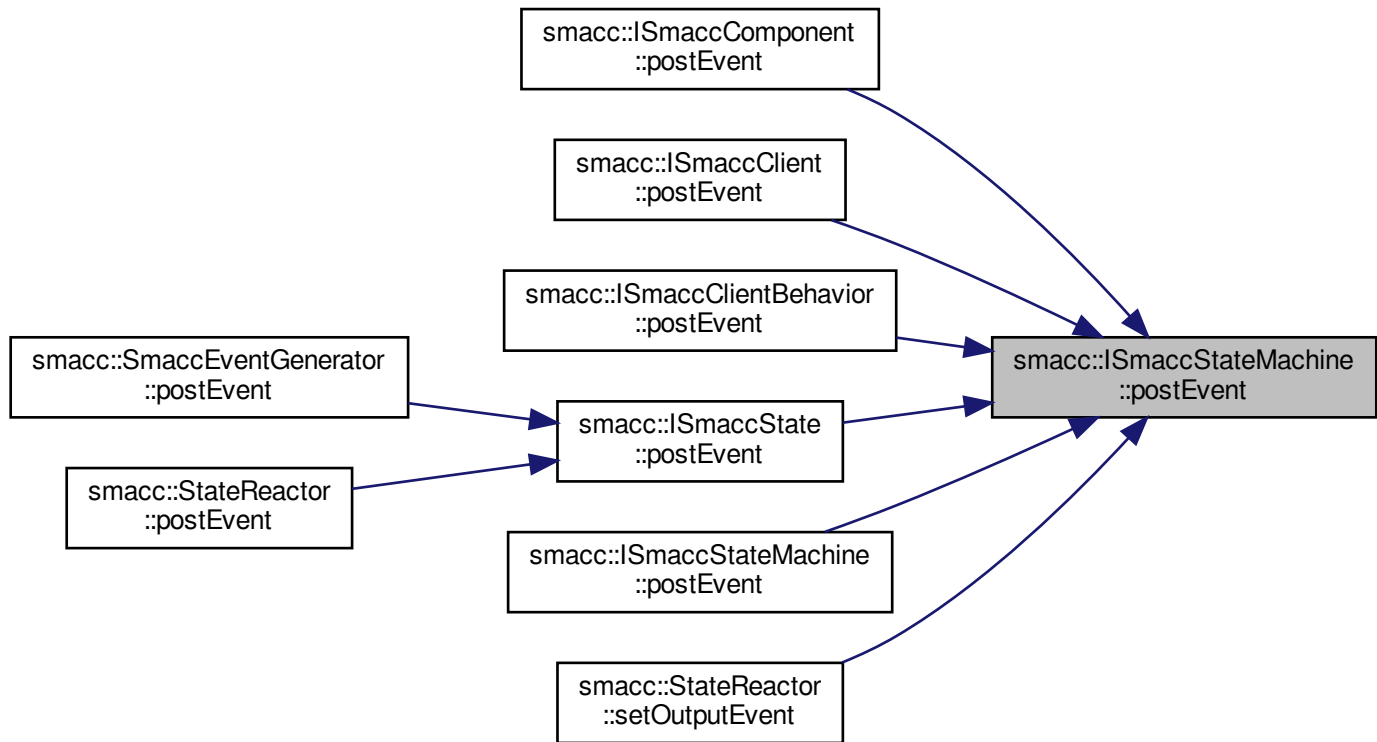 smacc::ISmaccComponent
::postEvent
smacc::ISmaccClient
::postEvent
smacc::ISmaccClientBehavior
::postEvent
smacc::SmaccEventGenerator
::postEvent
smacc::ISmaccStateMachine
::postEvent
smacc::ISmaccState
::postEvent
smacc::StateReactor
::postEvent
smacc::ISmaccStateMachine
::postEvent
smacc::StateReactor
::setOutputEvent